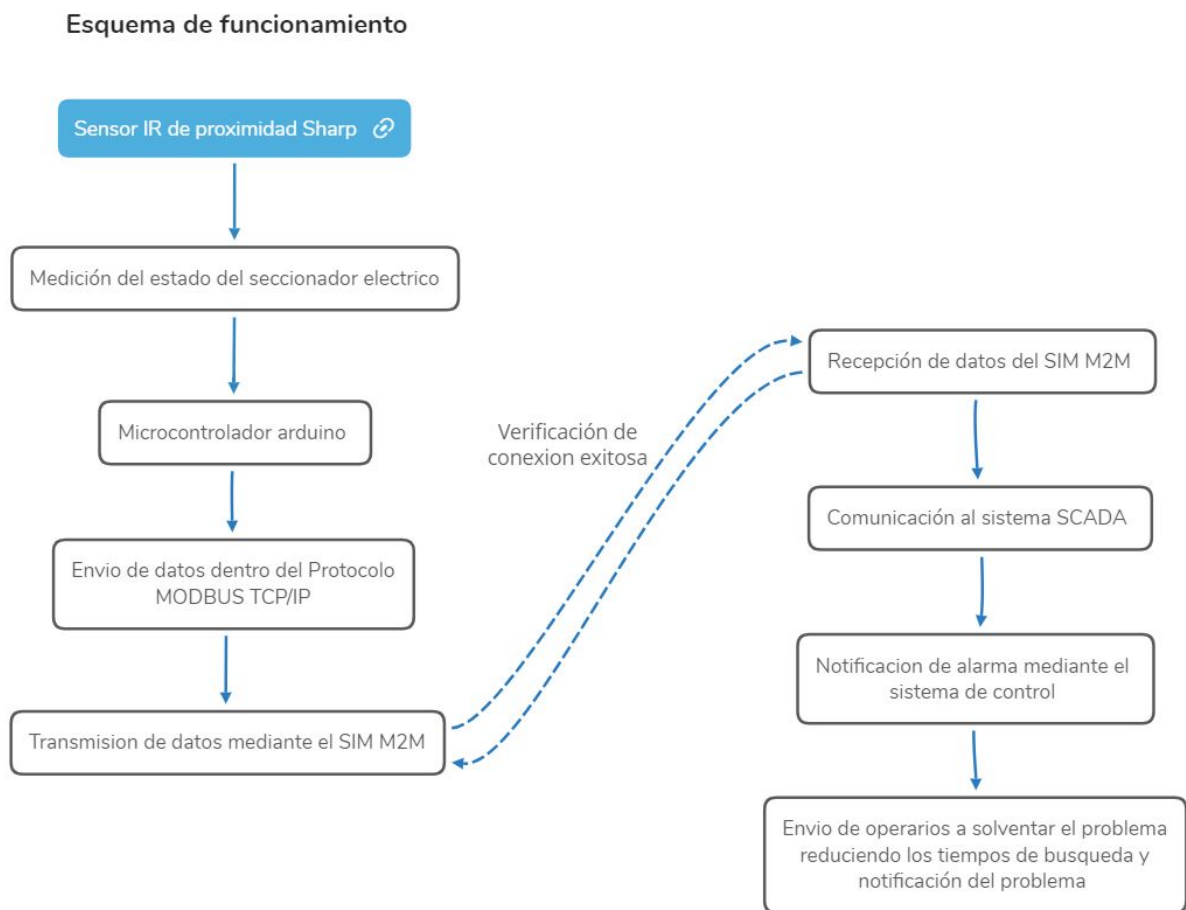 Esquema de funcionamiento
Sensor IR de proximidad Sharp
Medición del estado del seccionador electrico
Microcontrolador arduino
Envio de datos dentro del Protocolo
MODBUS TCP/IP
Transmision de datos mediante el SIM M2M
Verificación de
conexion exitosa
Recepción de datos del SIM M2M
Comunicación al sistema SCADA
Notificacion de alarma mediante el
sistema de control
Envio de operarios a solventar el problema
reduciendo los tiempos de busqueda y
notificación del problema